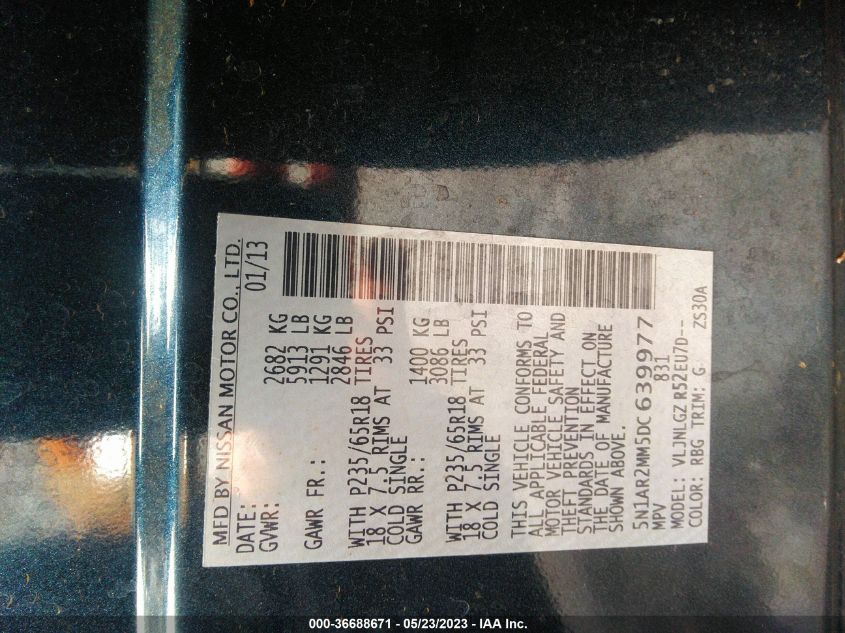 MFD BY NISSAN MOTOR CO., LTD.
DATE: 01/13
GVWR: 2682 KG
5913 LB
GAWR FR.: 1291 KG
2846 LB
WITH P235/65R18 TIRES
18 X 7.5 RIMS AT 33 PSI
COLD SINGLE
GAWR RR.: 1400 KG
3086 LB
WITH P235/65R18 TIRES
18 X 7.5 RIMS AT 33 PSI
COLD SINGLE
THIS VEHICLE CONFORMS TO
ALL APPLICABLE FEDERAL
MOTOR VEHICLE SAFETY AND
THEFT PREVENTION
STANDARDS IN EFFECT ON
THE DATE OF MANUFACTURE
SHOWN ABOVE.
5N1AR2MM5DC639977
MPV 831
MODEL: VLJNLGZ R52EU7D--
COLOR: RBG TRIM: G ZS30A
000-36688671 - 05/23/2023 - IAA Inc.